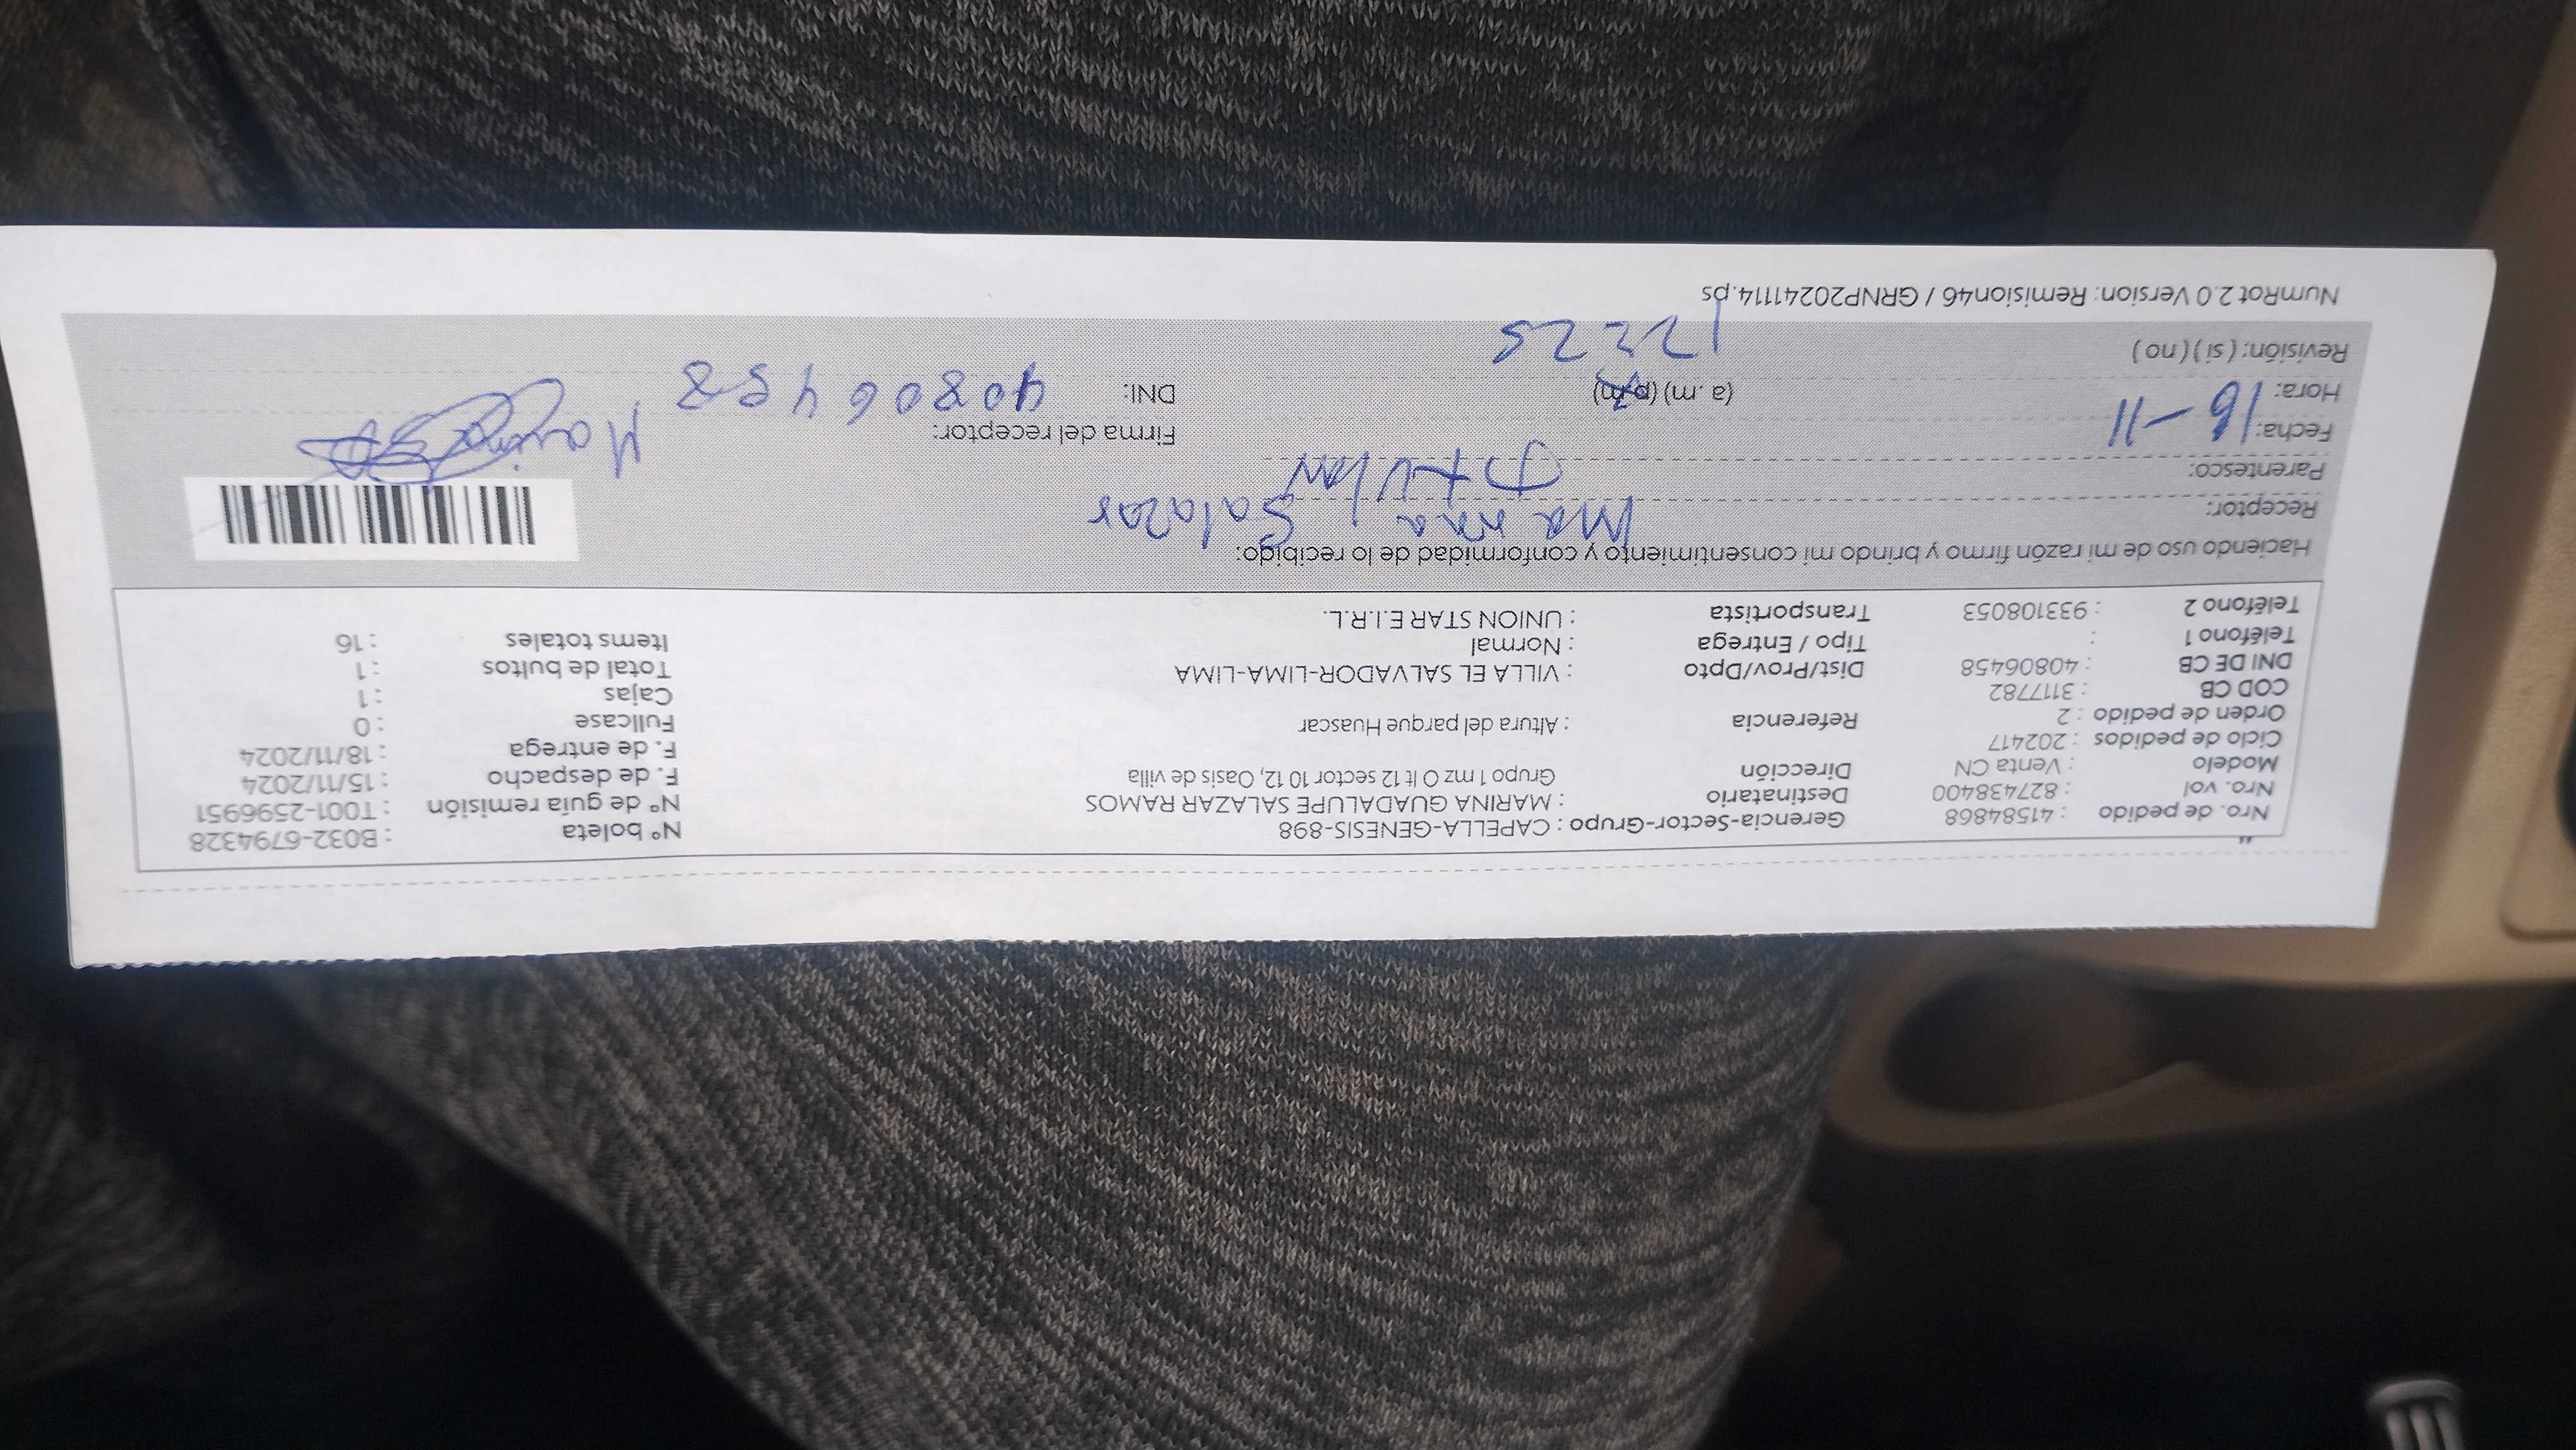 Nro. de pedido : 41584868 Gerencia-Sector-Grupo : CAPELLA-GENESIS-898 N° boleta : B032-6794328
Nro. vol : 827438400 Destinatario : MARINA GUADALUPE SALAZAR RAMOS N° de guía remisión : T001-2596951
Modelo : Venta CN Dirección Grupo 1 mz O lt 12 sector 10 12, Oasis de villa F. de despacho : 15/11/2024
Ciclo de pedidos : 202417 F. de entrega : 18/11/2024
Orden de pedido : 2 Referencia : Altura del parque Huascar Fullcase : 0
COD CB : 3117782 Cajas : 1
DNI DE CB : 40806458 Dist/Prov/Dpto : VILLA EL SALVADOR-LIMA-LIMA Total de bultos : 1
Teléfono 1 : Tipo / Entrega : Normal Items totales : 16
Teléfono 2 : 933108053 Transportista : UNION STAR E.I.R.L.
Haciendo uso de mi razón firmo y brindo mi consentimiento y conformidad de lo recibido:
Receptor: Marina Salazar
Parentesco: Titular
Fecha: 16-11 Firma del receptor: Marina
Hora: (a. m) (p. m) DNI: 40806458
Revisión: ( si ) ( no ) 12:25
NumRot 2.0 Version: Remision46 / GRNP20241114.ps